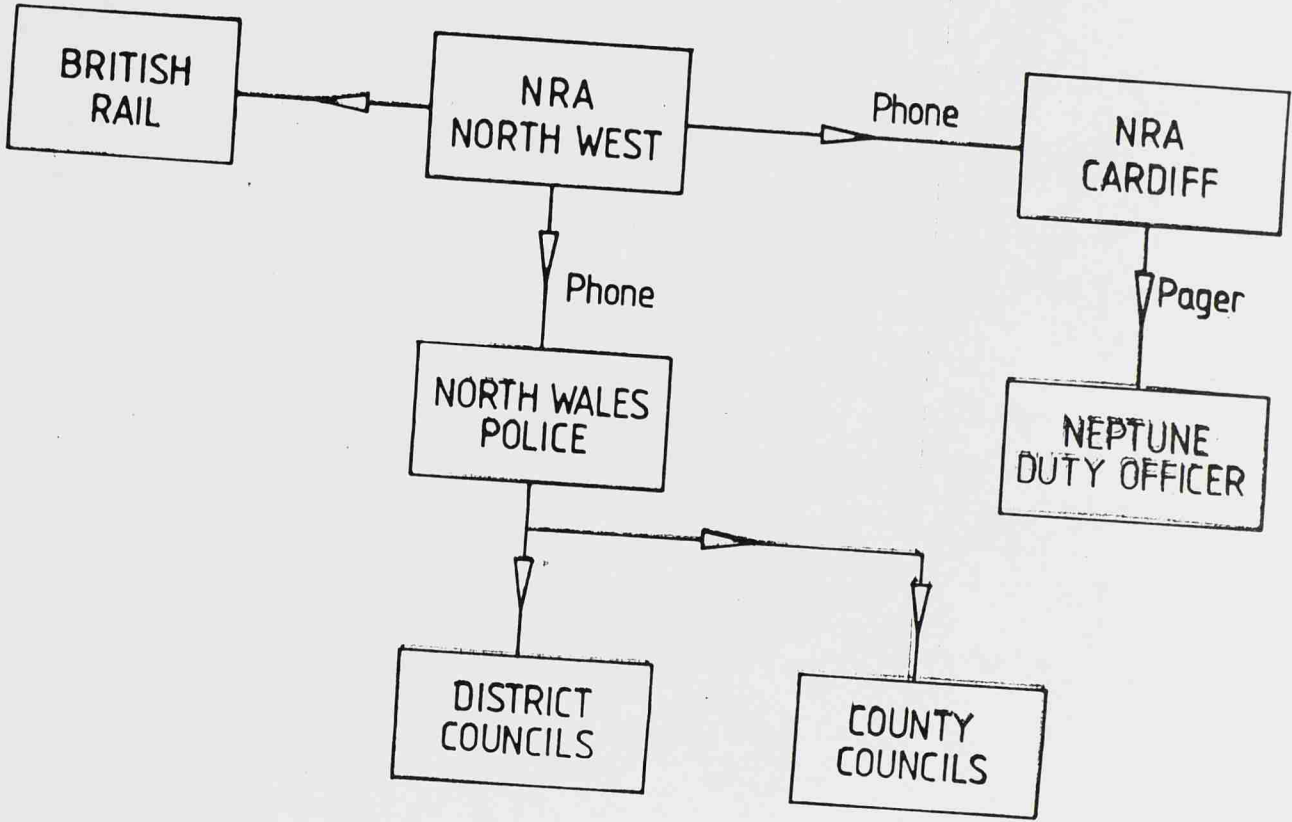 BRITISH
RAIL
NRA
NORTH WEST
Phone
NRA
CARDIFF
Phone
Pager
NORTH WALES
POLICE
NEPTUNE
DUTY OFFICER
DISTRICT
COUNCILS
COUNTY
COUNCILS